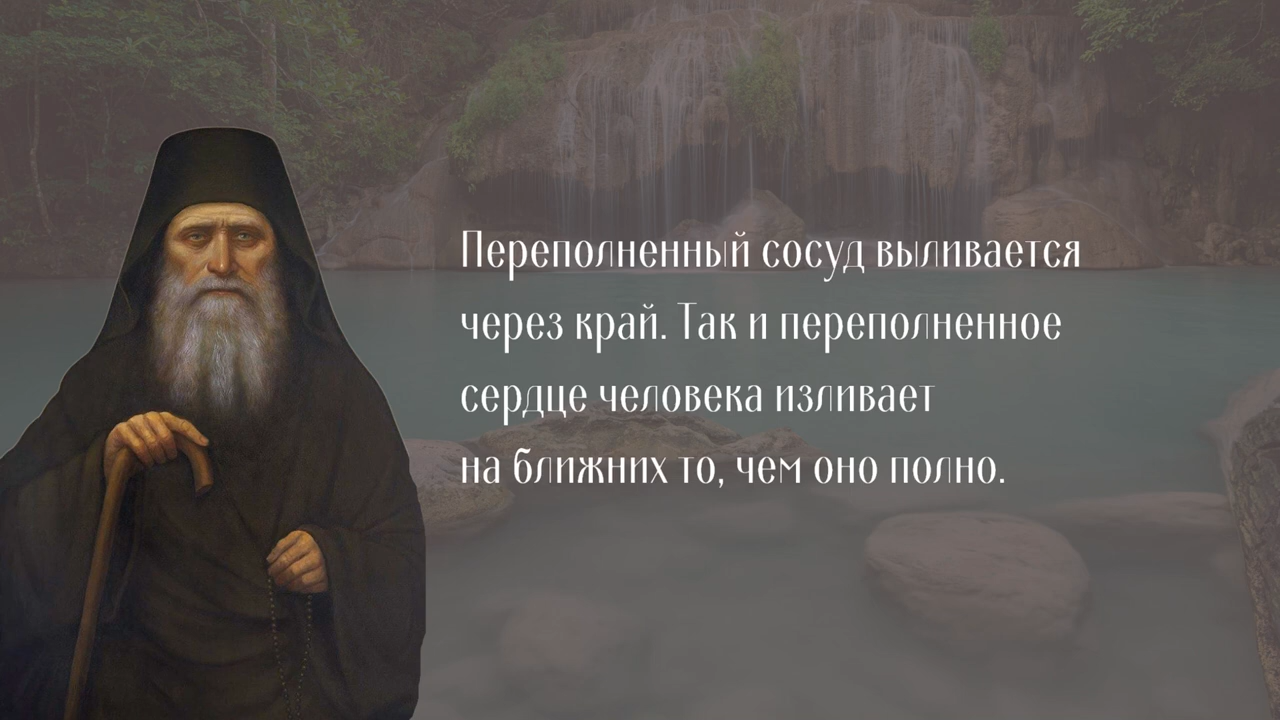 Переполненный сосуд выливается
через край. Так и переполненное
сердце человека изливает
на ближних то, чем оно полно.